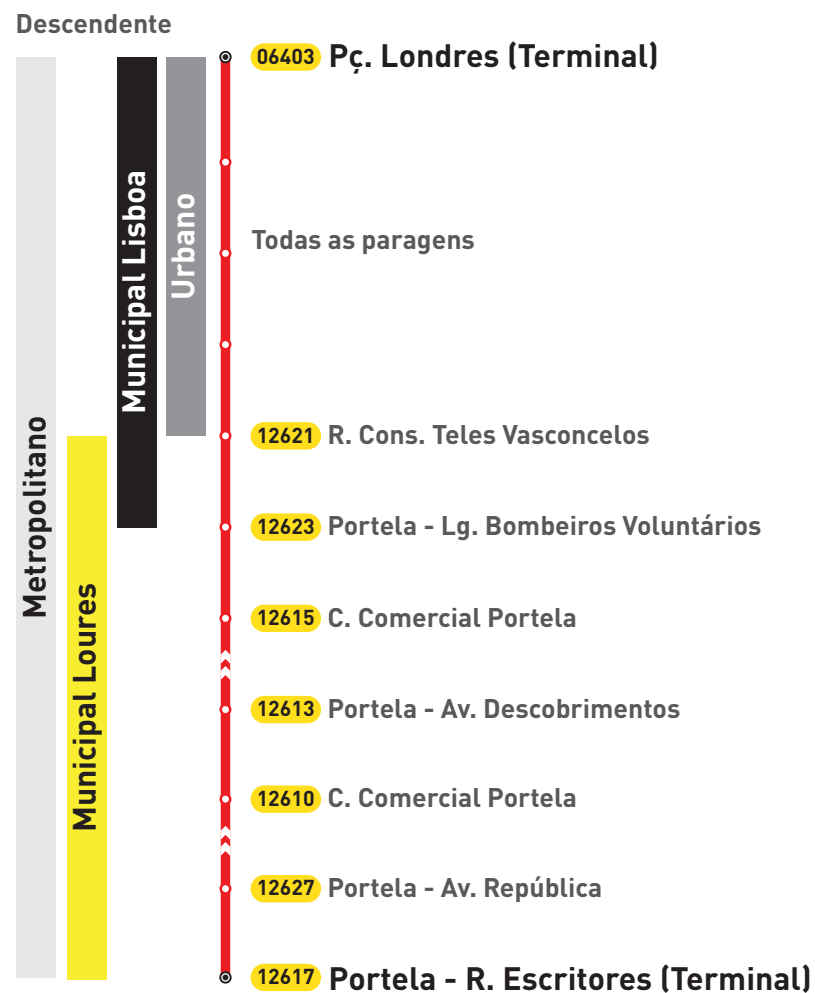 Descendente
06403 Pç. Londres (Terminal)
Todas as paragens
12621 R. Cons. Teles Vasconcelos
12623 Portela - Lg. Bombeiros Voluntários
12615 C. Comercial Portela
12613 Portela - Av. Descobrimentos
12610 C. Comercial Portela
12627 Portela - Av. República
12617 Portela - R. Escritores (Terminal)
Metropolitano
Municipal Loures
Municipal Lisboa
Urbano